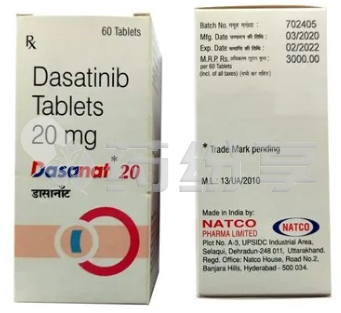 ℞
60 Tablets
Dasatinib
Tablets
20 mg
Dasanat* 20
डासानॉट
Batch No. 702405
Mfg. Date 03/2020
Exp. Date 02/2022
M.R.P. Rs. 3000.00
per 60 Tablets
(Incl. of all taxes)
* Trade Mark pending
M.L.: 13/UA/2010
Made in India by:
NATCO
PHARMA LIMITED
NATCO
Plot No. A-3, UPSIDC Industrial Area,
Selaqui, Dehradun-248 011, Uttarakhand.
Regd. Office: Natco House, Road No.2,
Banjara Hills, Hyderabad - 500 034.